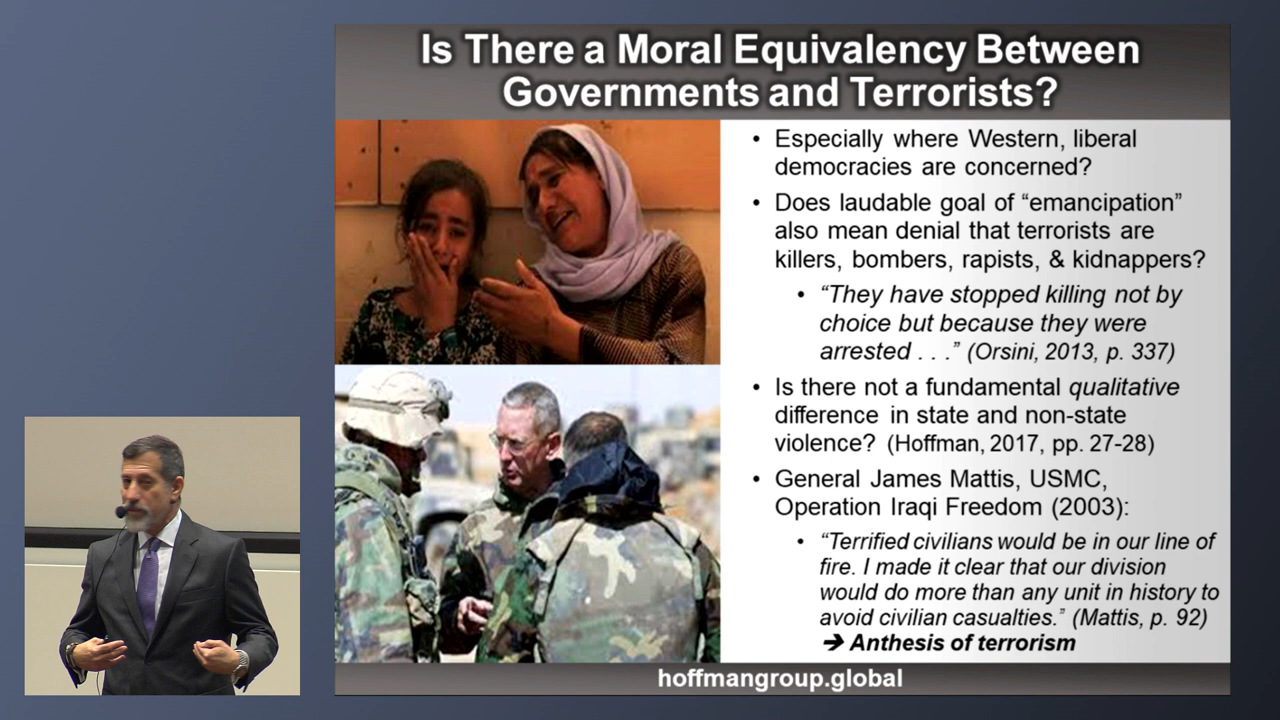 Is There a Moral Equivalency Between
Governments and Terrorists?
• Especially where Western, liberal
democracies are concerned?
• Does laudable goal of “emancipation”
also mean denial that terrorists are
killers, bombers, rapists, & kidnappers?
• “They have stopped killing not by
choice but because they were
arrested . . .” (Orsini, 2013, p. 337)
• Is there not a fundamental qualitative
difference in state and non-state
violence? (Hoffman, 2017, pp. 27-28)
• General James Mattis, USMC,
Operation Iraqi Freedom (2003):
• “Terrified civilians would be in our line of
fire. I made it clear that our division
would do more than any unit in history to
avoid civilian casualties.” (Mattis, p. 92)
➔ Anthesis of terrorism
hoffmangroup.global